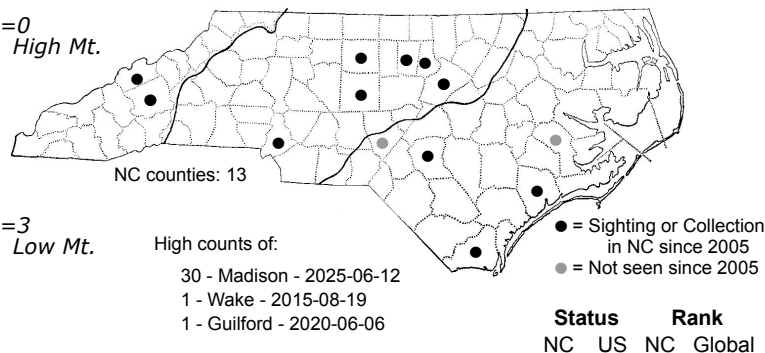 =0
High Mt.
NC counties: 13
=3
Low Mt.
High counts of:
30 - Madison - 2025-06-12
1 - Wake - 2015-08-19
1 - Guilford - 2020-06-06
= Sighting or Collection
in NC since 2005
= Not seen since 2005
Status Rank
NC US NC Global